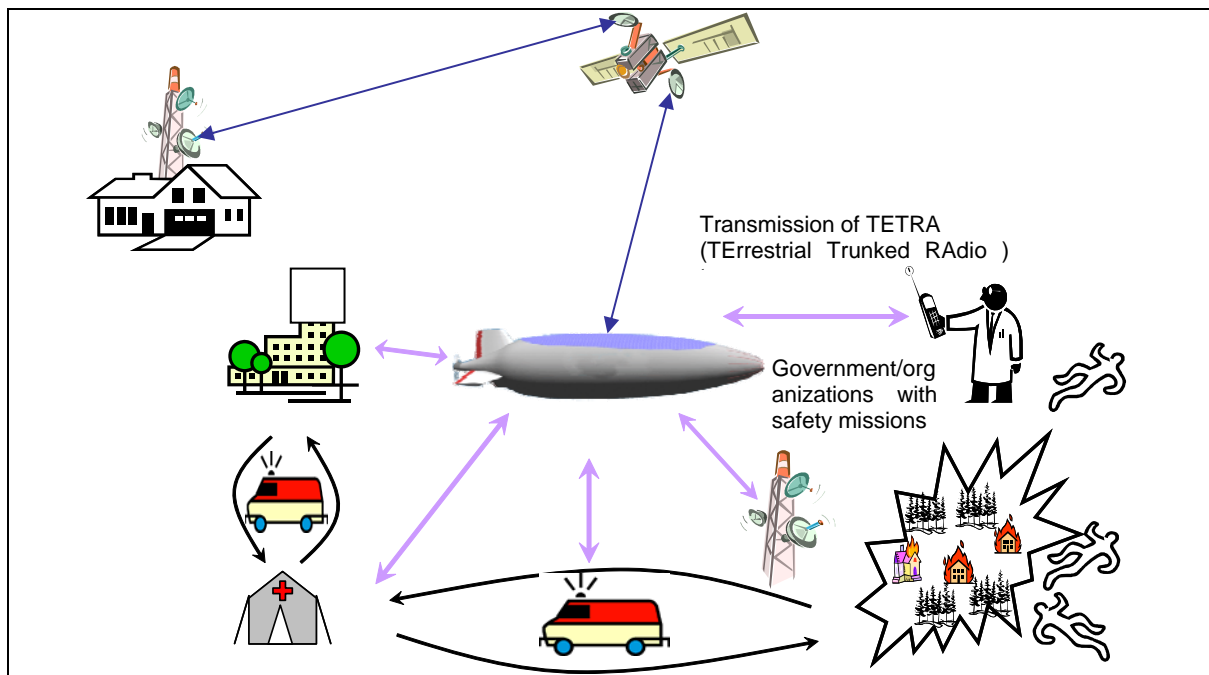 Transmission of TETRA
(TErrestrial Trunked RAdio )
Government/org
anizations with
safety missions